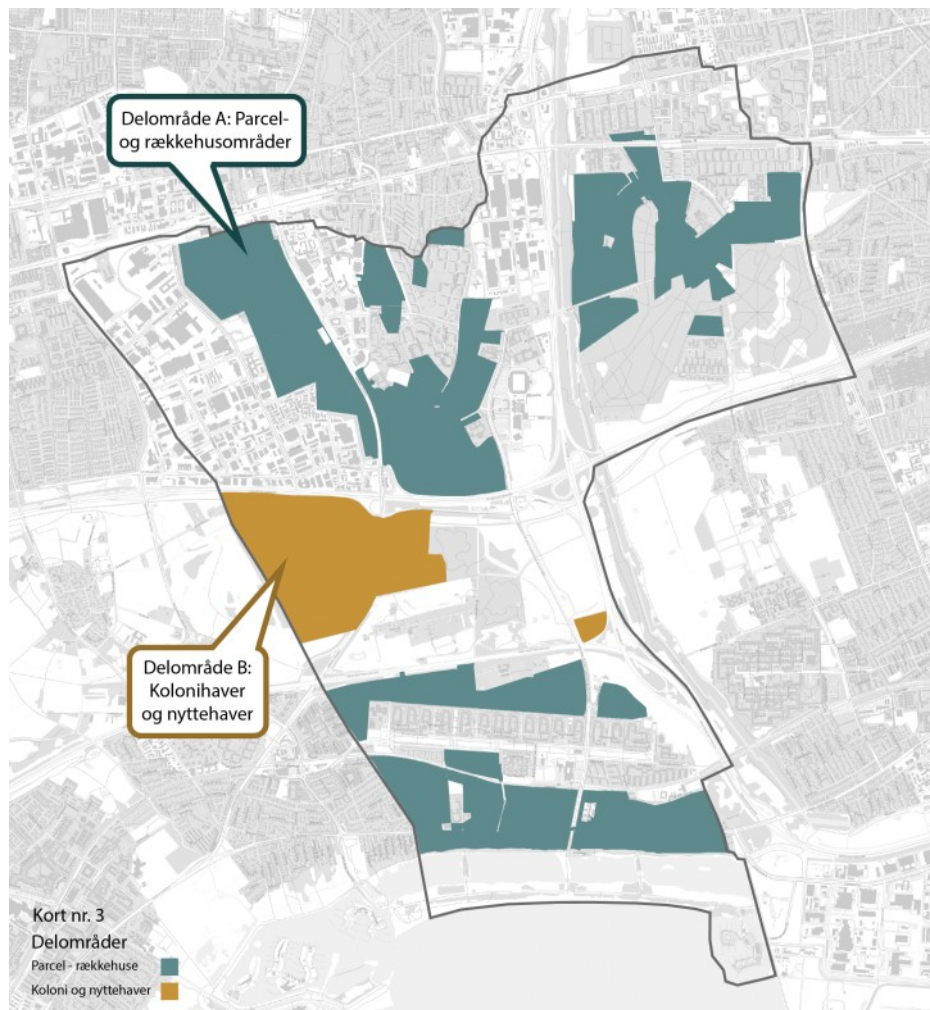 Delområde A: Parcel-
og rækkehusområder
Delområde B:
Kolonihaver
og nyttehaver
Kort nr. 3
Delområder
Parcel - rækkehuse
Koloni og nyttehaver